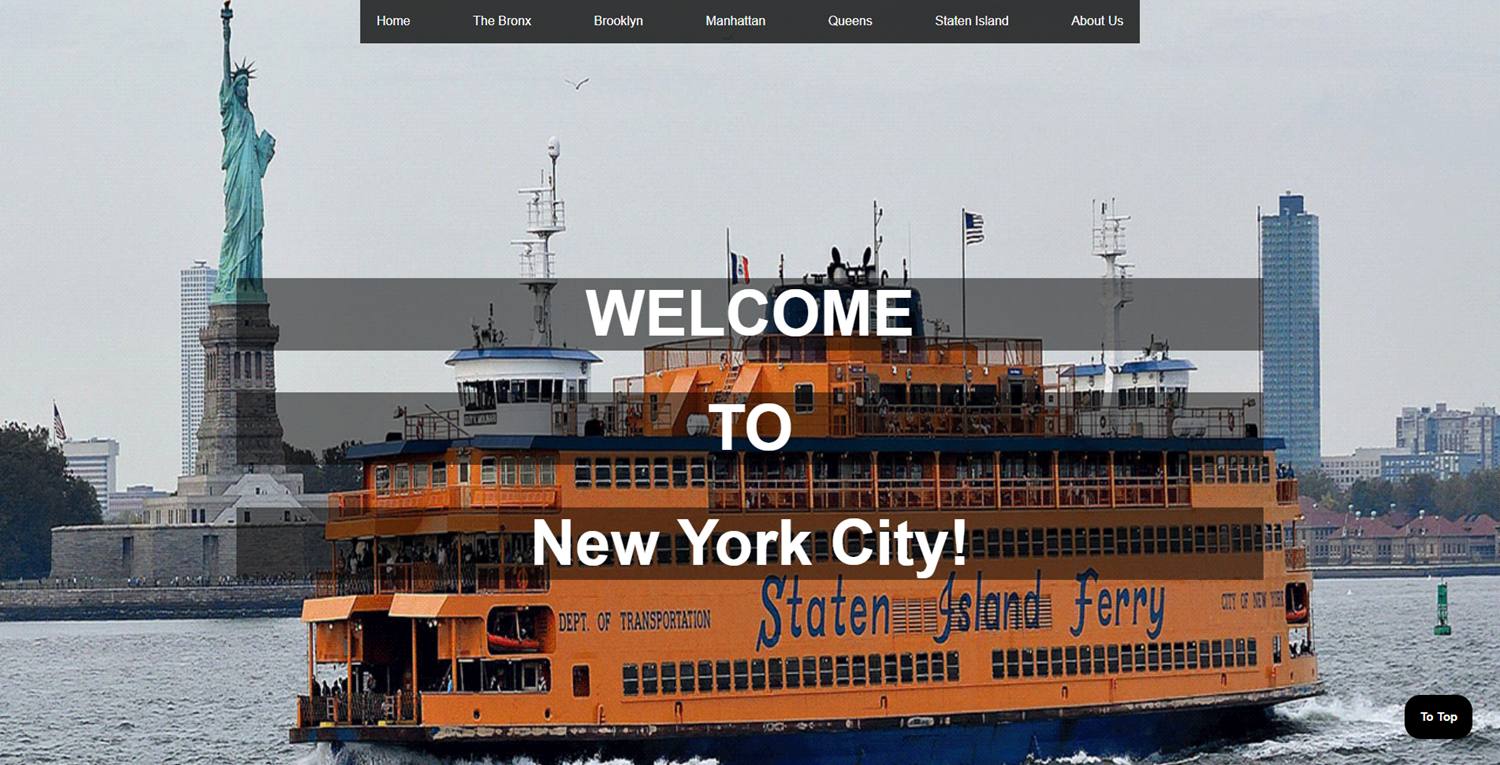 Home The Bronx Brooklyn Manhattan Queens Staten Island About Us
WELCOME
TO
New York City!
Staten Island Ferry
DEPT. OF TRANSPORTATION
CITY OF NEW YORK
To Top